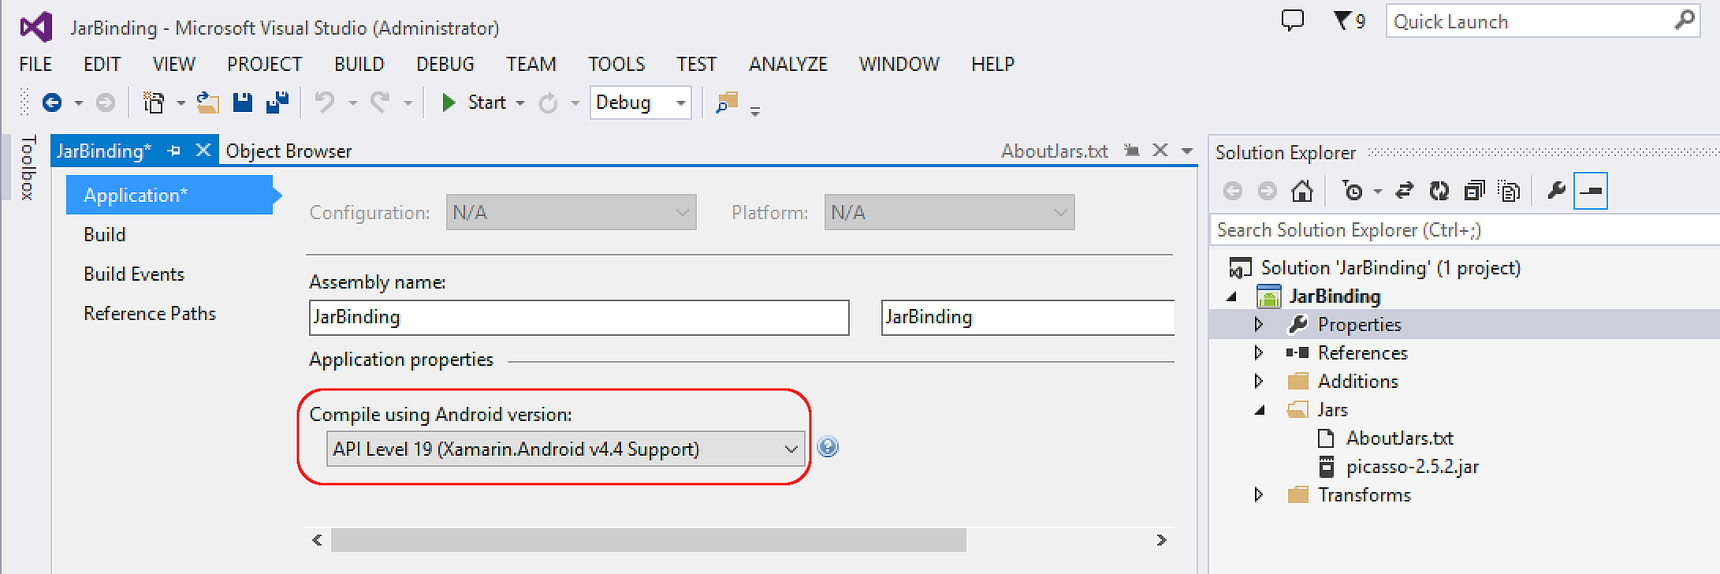 JarBinding - Microsoft Visual Studio (Administrator)
9
Quick Launch
FILE EDIT VIEW PROJECT BUILD DEBUG TEAM TOOLS TEST ANALYZE WINDOW HELP
Start Debug
Toolbox
JarBinding* Object Browser AboutJars.txt
Application*
Build
Build Events
Reference Paths
Configuration: N/A Platform: N/A
Assembly name:
JarBinding JarBinding
Application properties
Compile using Android version:
API Level 19 (Xamarin.Android v4.4 Support)
Solution Explorer
Search Solution Explorer (Ctrl+;)
Solution 'JarBinding' (1 project)
JarBinding
Properties
References
Additions
Jars
AboutJars.txt
picasso-2.5.2.jar
Transforms